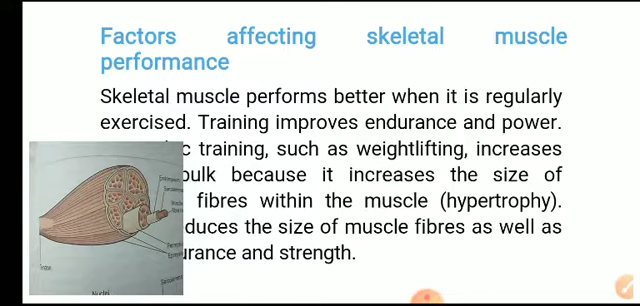 Factors affecting skeletal muscle
performance
Skeletal muscle performs better when it is regularly
exercised. Training improves endurance and power.
training, such as weightlifting, increases
bulk because it increases the size of
fibres within the muscle (hypertrophy).
the size of muscle fibres as well as
and strength.